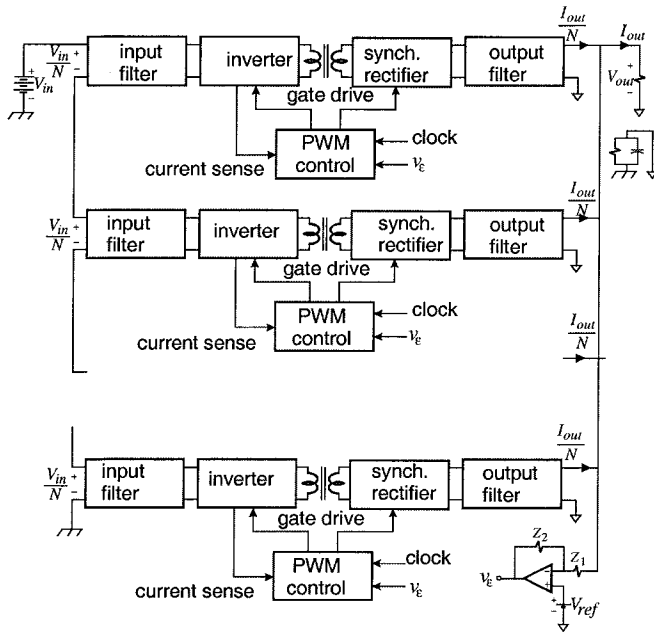 V_in/N + − input filter inverter synch. rectifier output filter I_out/N I_out
V_in + − V_out + −
gate drive
PWM control clock
current sense v_ε
V_in/N + − input filter inverter synch. rectifier output filter I_out/N
gate drive
PWM control clock
current sense v_ε
I_out/N
V_in/N + − input filter inverter synch. rectifier output filter I_out/N
gate drive
PWM control clock
current sense v_ε
Z_2
v_ε − + Z_1
+ − V_ref